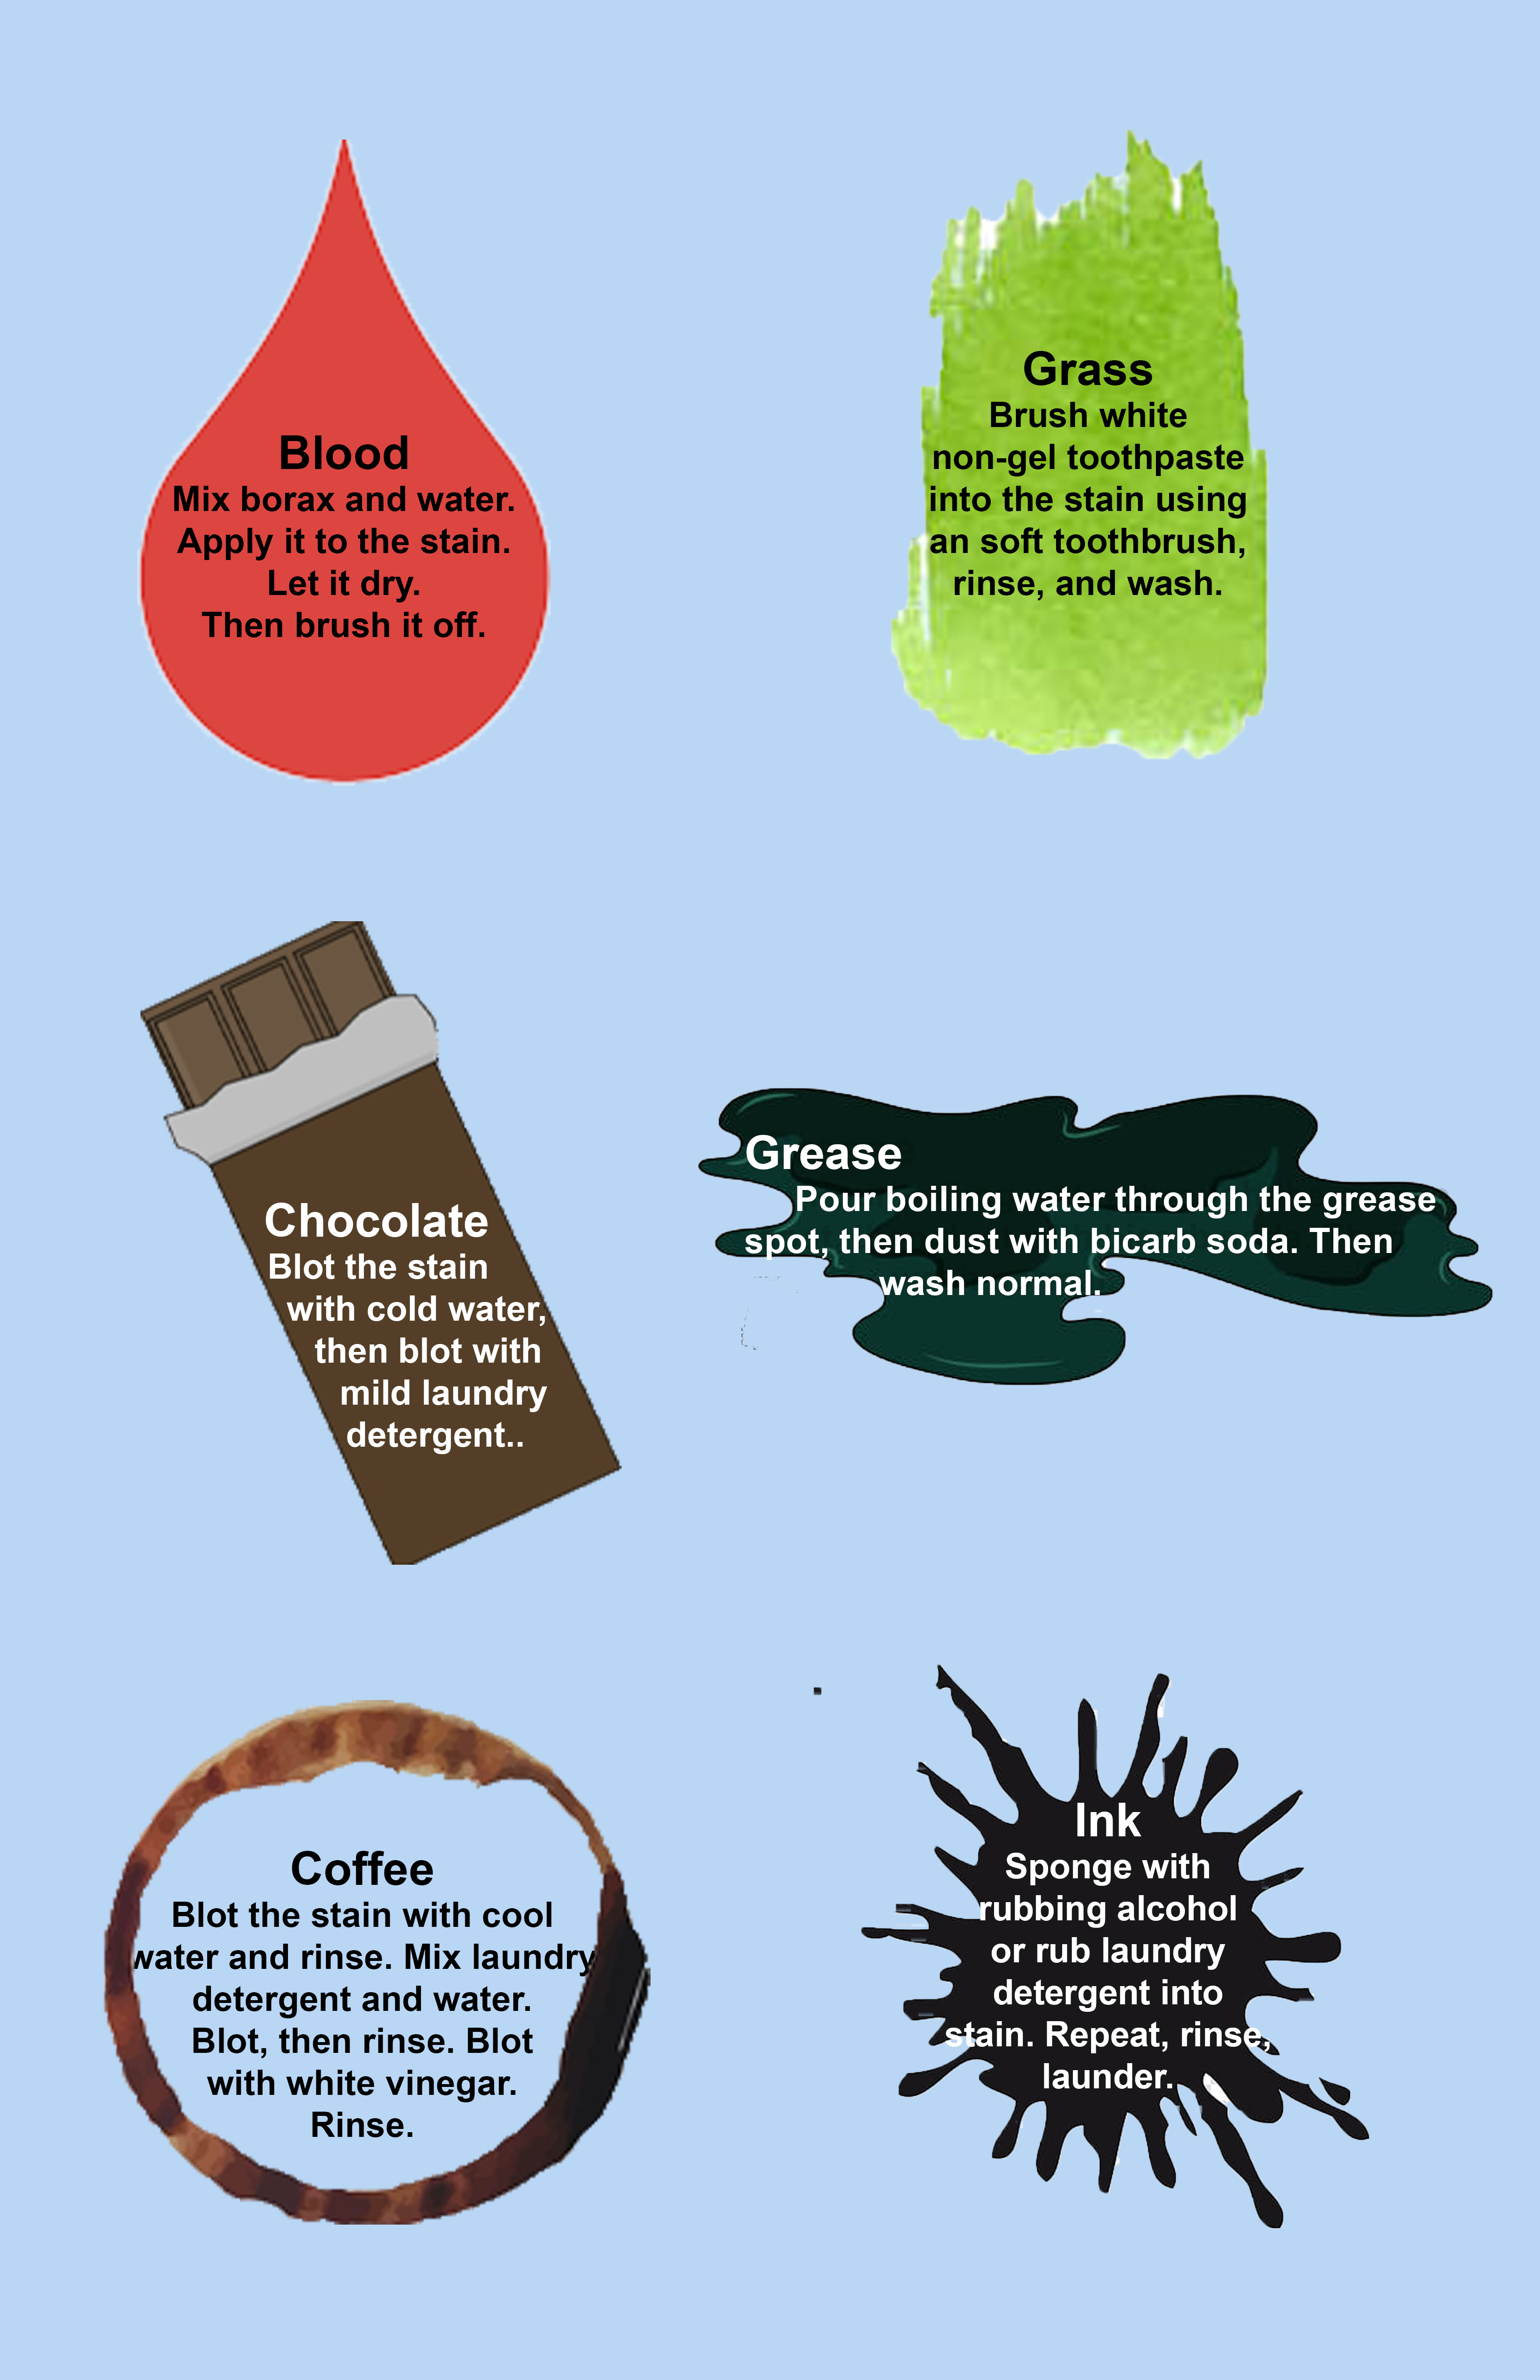 Blood
Mix borax and water.
Apply it to the stain.
Let it dry.
Then brush it off.
Grass
Brush white
non-gel toothpaste
into the stain using
an soft toothbrush,
rinse, and wash.
Chocolate
Blot the stain
with cold water,
then blot with
mild laundry
detergent..
Grease
Pour boiling water through the grease
spot, then dust with bicarb soda. Then
wash normal.
Coffee
Blot the stain with cool
water and rinse. Mix laundry
detergent and water.
Blot, then rinse. Blot
with white vinegar.
Rinse.
Ink
Sponge with
rubbing alcohol
or rub laundry
detergent into
stain. Repeat, rinse,
launder.